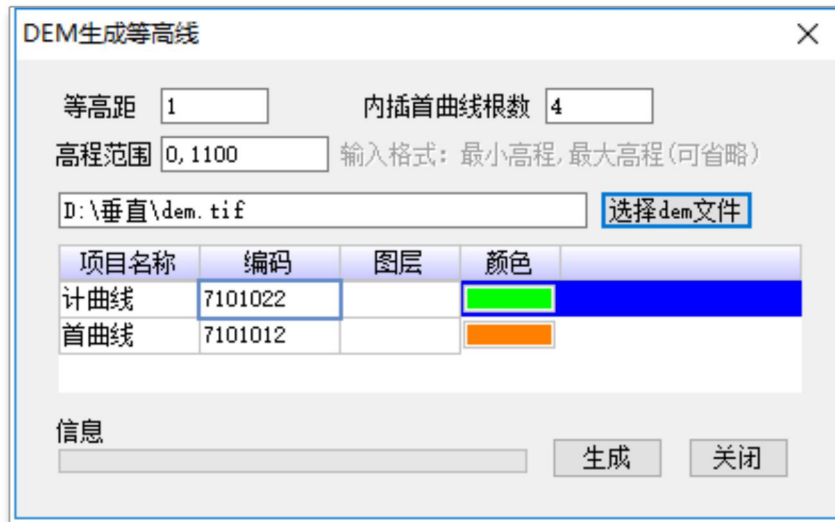 DEM生成等高线
等高距 1 内插首曲线根数 4
高程范围 0,1100 输入格式: 最小高程,最大高程(可省略)
D:\垂直\dem.tif 选择dem文件
项目名称 编码 图层 颜色
计曲线 7101022
首曲线 7101012
信息
生成 关闭